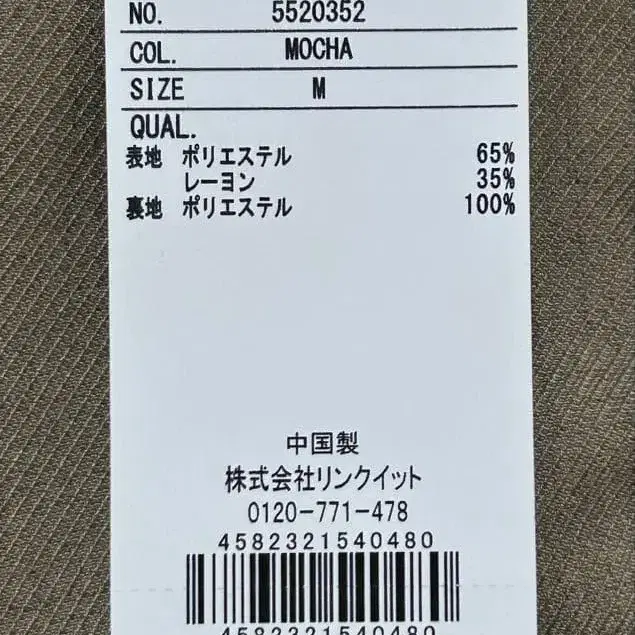 NO. 5520352
COL. MOCHA
SIZE M
QUAL.
表地 ポリエステル 65%
レーヨン 35%
裏地 ポリエステル 100%
中国製
株式会社リンクイット
0120-771-478
4582321540480
4582321540480